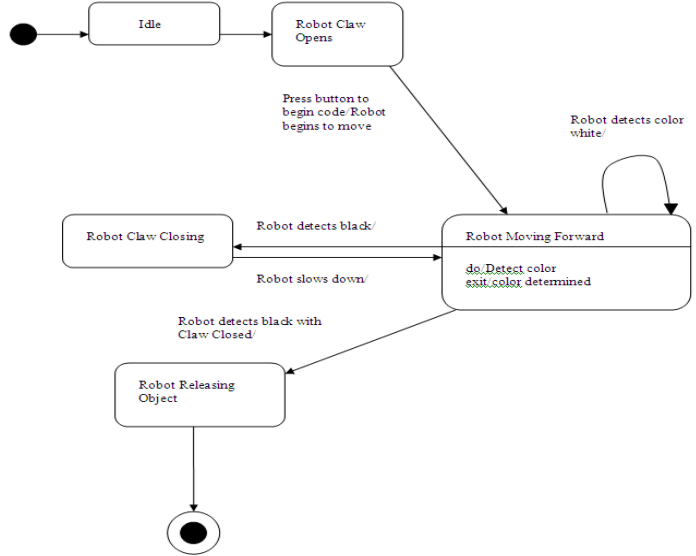 Idle
Robot Claw
Opens
Press button to
begin code/Robot
begins to move
Robot detects color
white/
Robot Claw Closing
Robot detects black/
Robot slows down/
Robot Moving Forward
do/Detect color
exit/color determined
Robot detects black with
Claw Closed/
Robot Releasing
Object